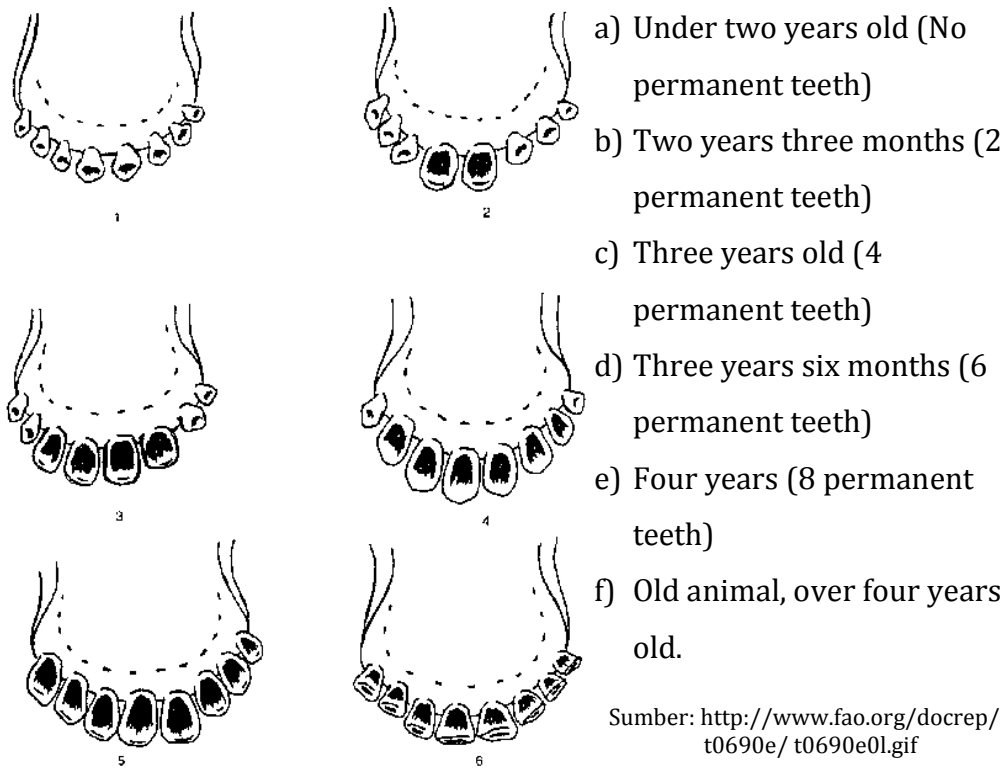 1
2
3
4
5
6
a) Under two years old (No
permanent teeth)
b) Two years three months (2
permanent teeth)
c) Three years old (4
permanent teeth)
d) Three years six months (6
permanent teeth)
e) Four years (8 permanent
teeth)
f) Old animal, over four years
old.
Sumber: http://www.fao.org/docrep/
t0690e/ t0690e0l.gif